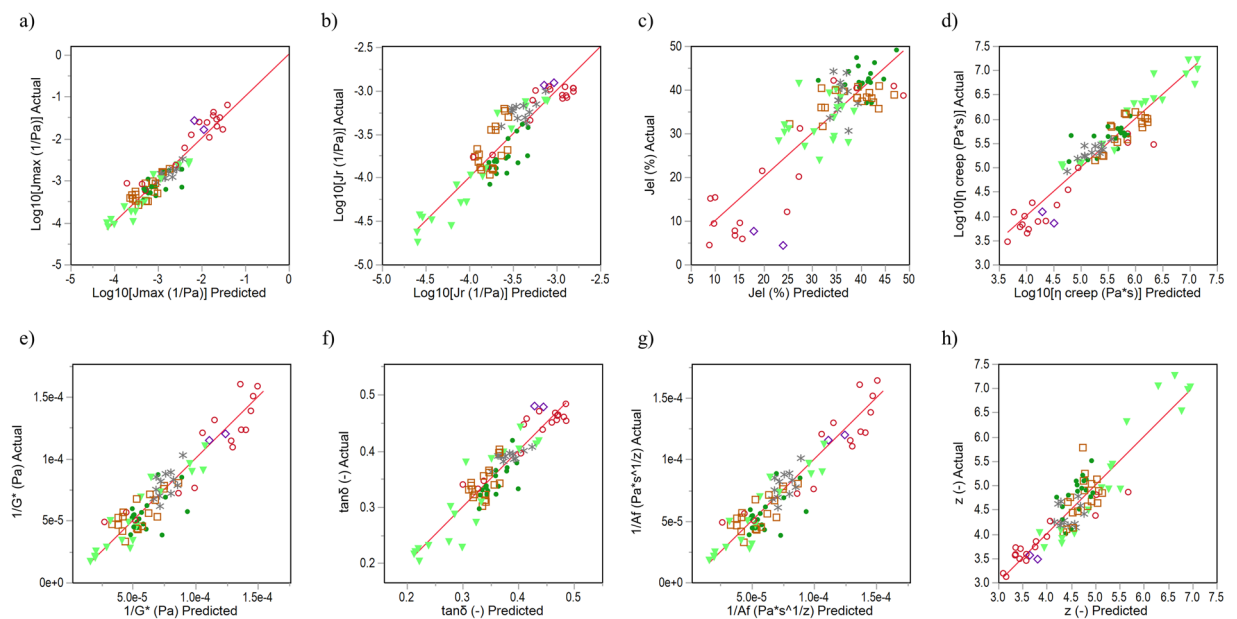 a)
b)
c)
d)
Log10[Jmax (1/Pa)] Actual
0
-1
-2
-3
-4
-5
-5
-4
-3
-2
-1
0
Log10[Jmax (1/Pa)] Predicted
Log10[Jr (1/Pa)] Actual
-2.5
-3.0
-3.5
-4.0
-4.5
-5.0
-5.0
-4.5
-4.0
-3.5
-3.0
-2.5
Log10[Jr (1/Pa)] Predicted
Jel (%) Actual
50
40
30
20
10
0
5
10
15
20
25
30
35
40
45
50
Jel (%) Predicted
Log10[η creep (Pa*s)] Actual
7.5
7.0
6.5
6.0
5.5
5.0
4.5
4.0
3.5
3.0
3.5
4.0
4.5
5.0
5.5
6.0
6.5
7.0
7.5
Log10[η creep (Pa*s)] Predicted
e)
f)
g)
h)
1/G* (Pa) Actual
1.5e-4
1e-4
5e-5
0e+0
5.0e-5
1.0e-4
1.5e-4
1/G* (Pa) Predicted
tanδ (-) Actual
0.5
0.4
0.3
0.2
0.2
0.3
0.4
0.5
tanδ (-) Predicted
1/Af (Pa*s^1/z) Actual
1.5e-4
1e-4
5e-5
0e+0
5.0e-5
1.0e-4
1.5e-4
1/Af (Pa*s^1/z) Predicted
z (-) Actual
7.5
7.0
6.5
6.0
5.5
5.0
4.5
4.0
3.5
3.0
3.0
3.5
4.0
4.5
5.0
5.5
6.0
6.5
7.0
7.5
z (-) Predicted